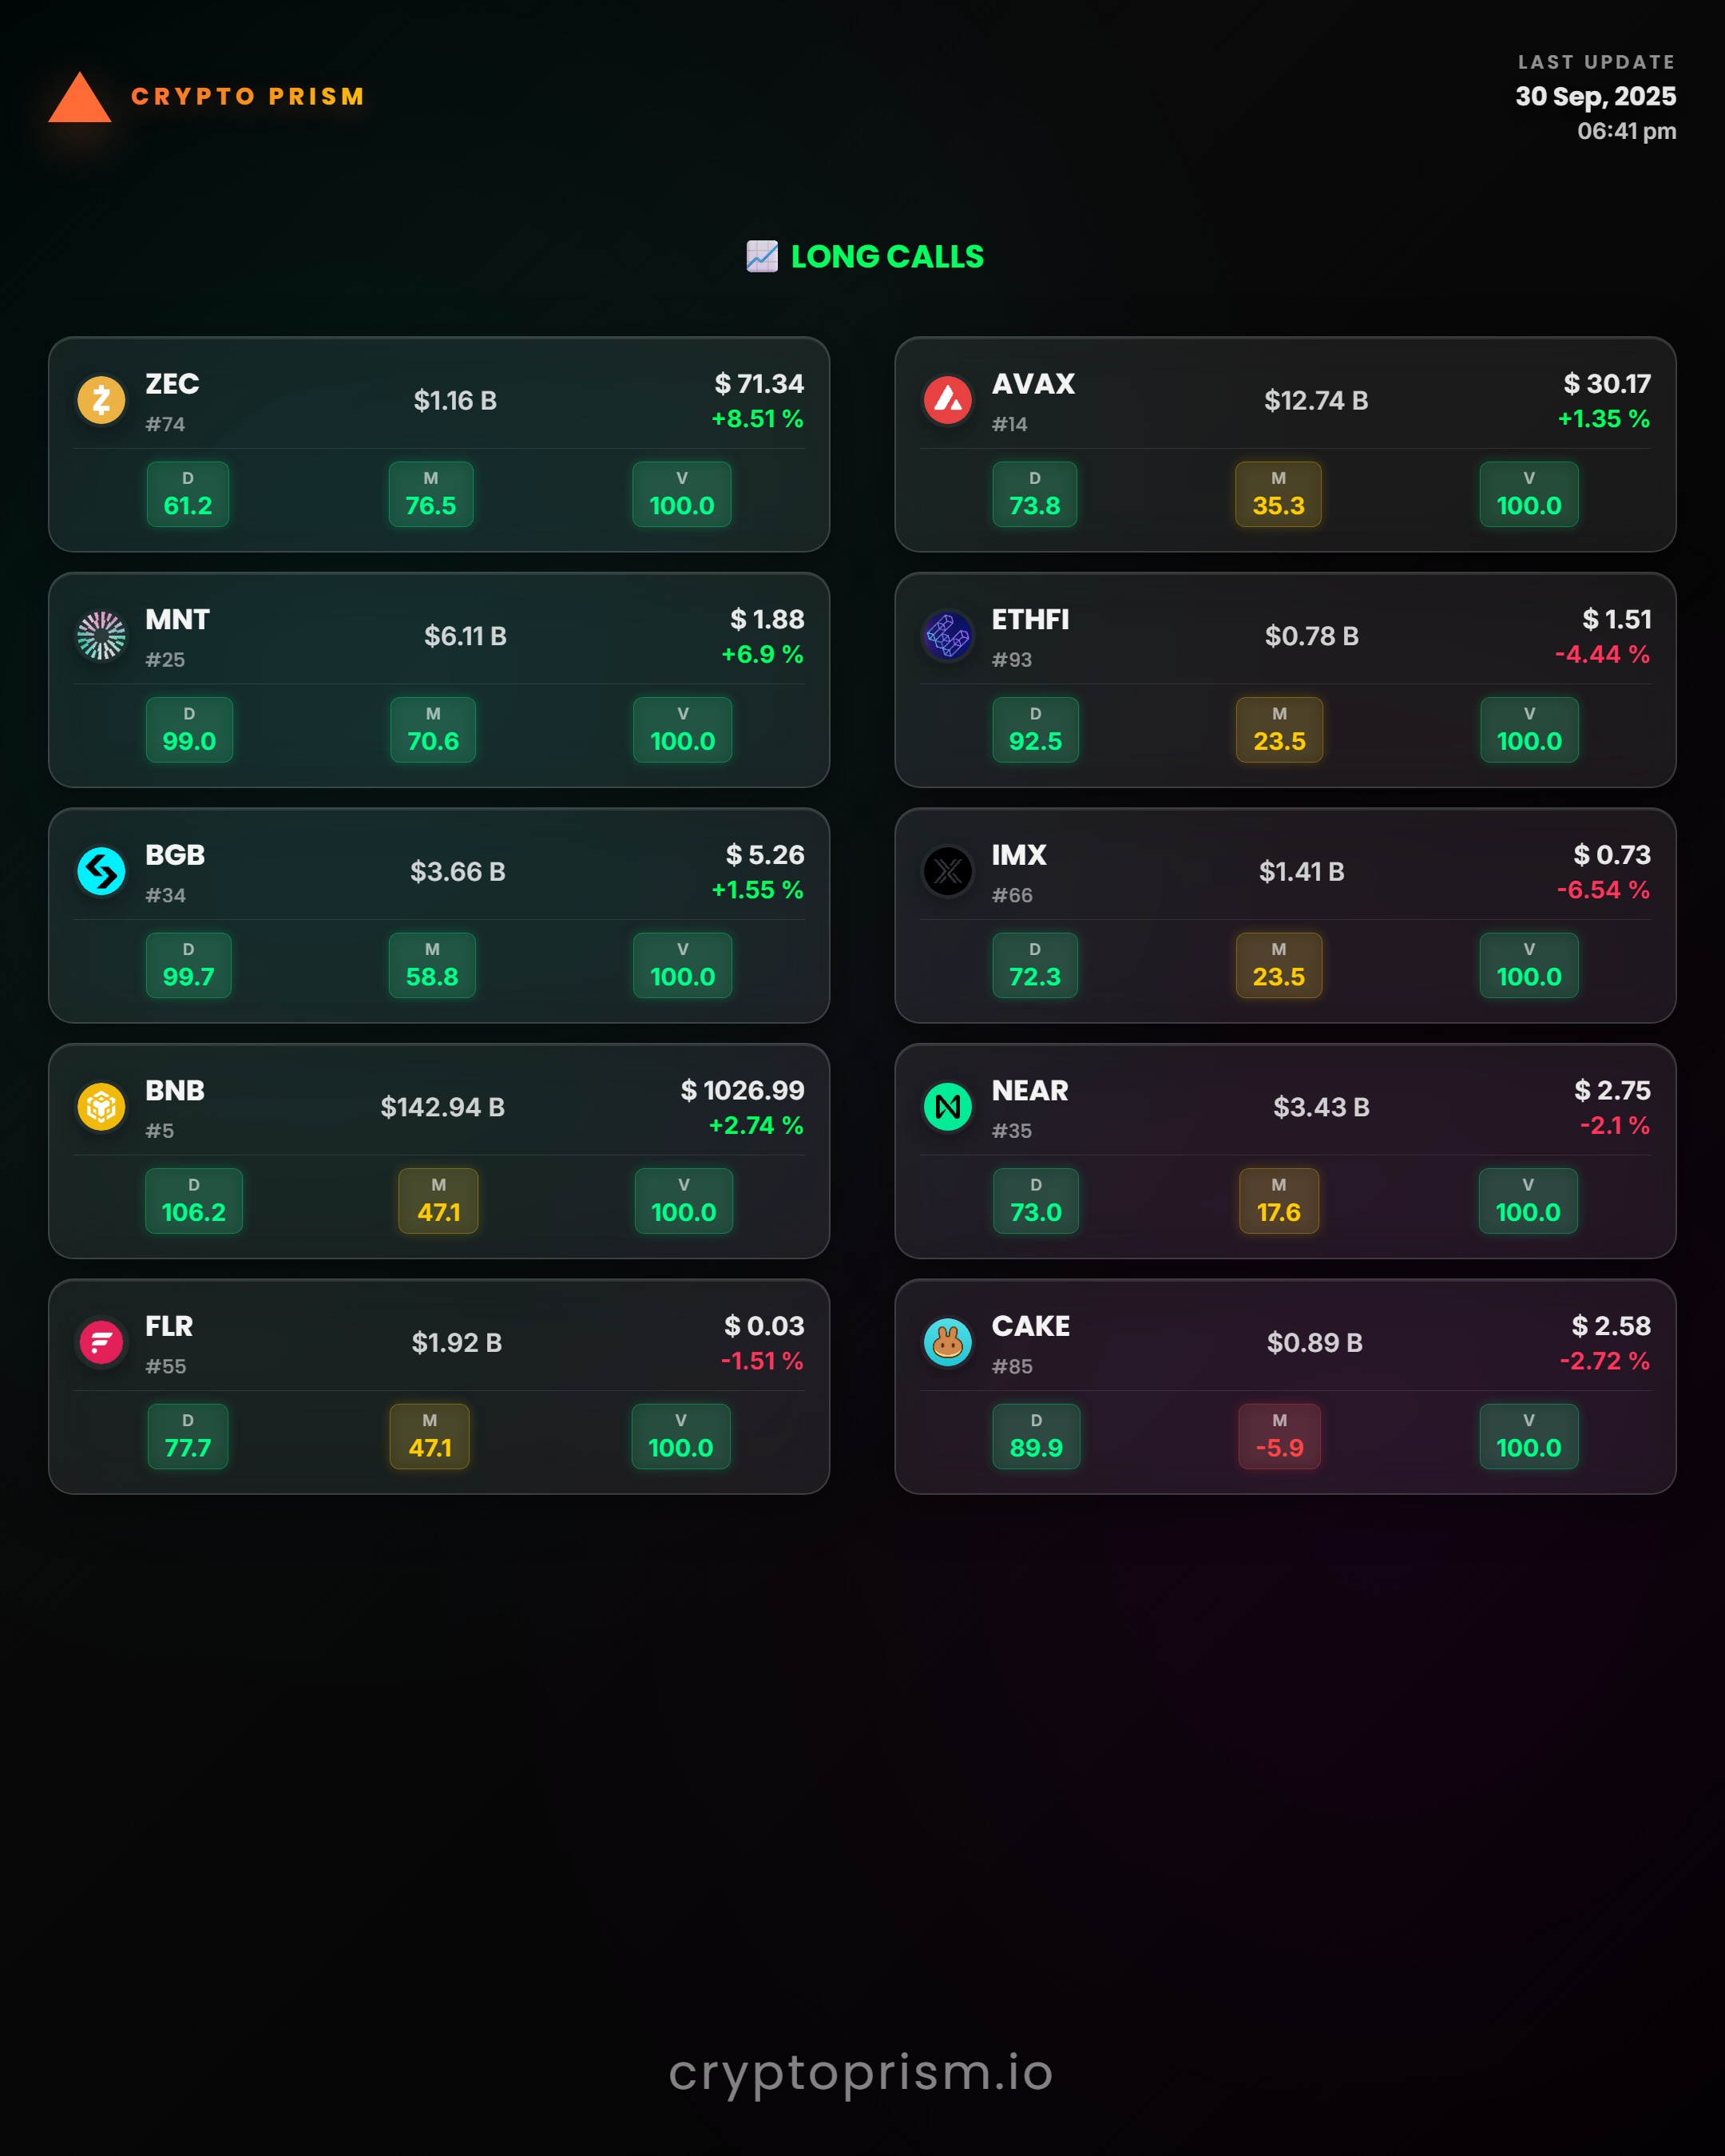 CRYPTO PRISM
LAST UPDATE
30 Sep, 2025
06:41 pm
LONG CALLS
ZEC
#74
$1.16 B
$ 71.34
+8.51 %
D
61.2
M
76.5
V
100.0
AVAX
#14
$12.74 B
$ 30.17
+1.35 %
D
73.8
M
35.3
V
100.0
MNT
#25
$6.11 B
$ 1.88
+6.9 %
D
99.0
M
70.6
V
100.0
ETHFI
#93
$0.78 B
$ 1.51
-4.44 %
D
92.5
M
23.5
V
100.0
BGB
#34
$3.66 B
$ 5.26
+1.55 %
D
99.7
M
58.8
V
100.0
IMX
#66
$1.41 B
$ 0.73
-6.54 %
D
72.3
M
23.5
V
100.0
BNB
#5
$142.94 B
$ 1026.99
+2.74 %
D
106.2
M
47.1
V
100.0
NEAR
#35
$3.43 B
$ 2.75
-2.1 %
D
73.0
M
17.6
V
100.0
FLR
#55
$1.92 B
$ 0.03
-1.51 %
D
77.7
M
47.1
V
100.0
CAKE
#85
$0.89 B
$ 2.58
-2.72 %
D
89.9
M
-5.9
V
100.0
cryptoprism.io